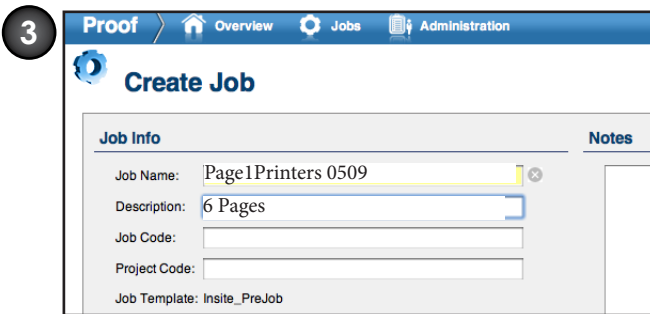 3
Proof Overview Jobs Administration
Create Job
Job Info
Notes
Job Name: Page1Printers 0509
Description: 6 Pages
Job Code:
Project Code:
Job Template: Insite_PreJob